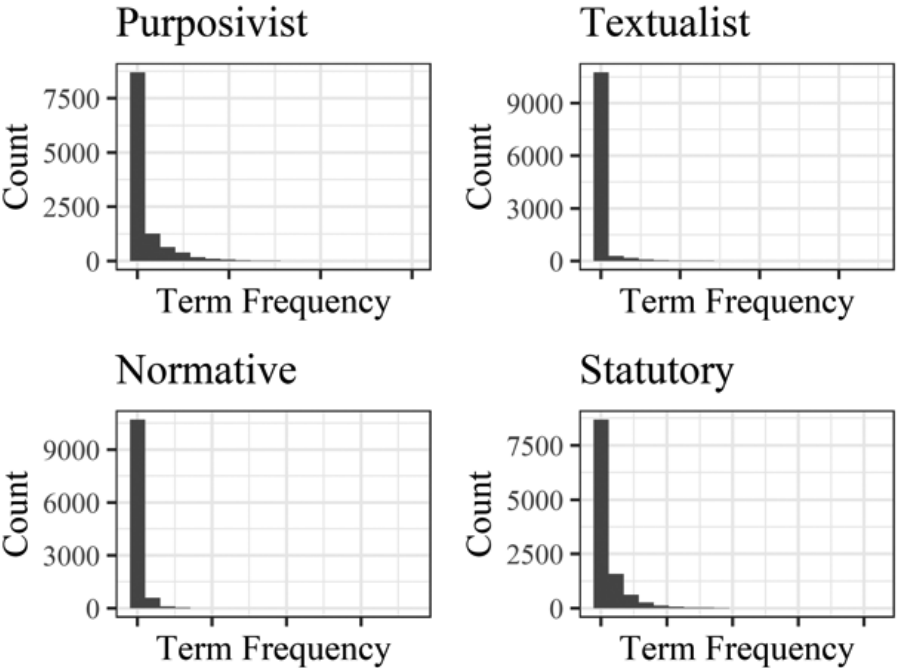 Purposivist
7500
5000
2500
0
Count
Term Frequency
Textualist
9000
6000
3000
0
Count
Term Frequency
Normative
9000
6000
3000
0
Count
Term Frequency
Statutory
7500
5000
2500
0
Count
Term Frequency